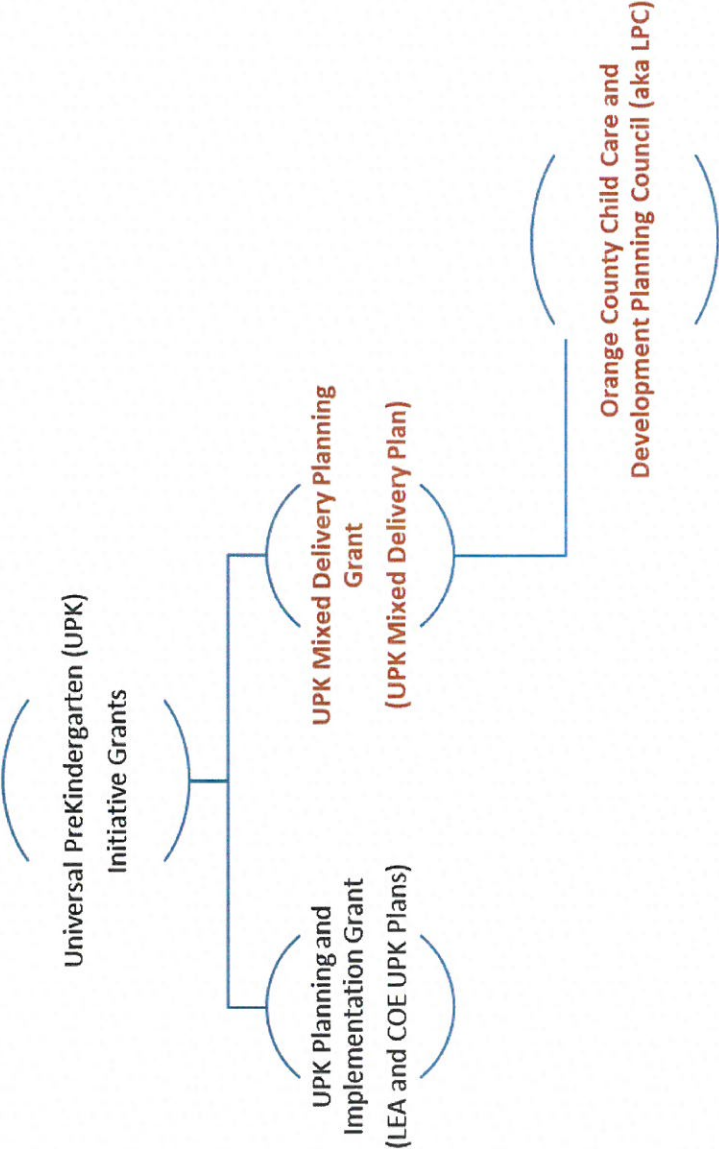 Universal PreKindergarten (UPK)
Initiative Grants
UPK Planning and
Implementation Grant
(LEA and COE UPK Plans)
UPK Mixed Delivery Planning
Grant
(UPK Mixed Delivery Plan)
Orange County Child Care and
Development Planning Council (aka LPC)